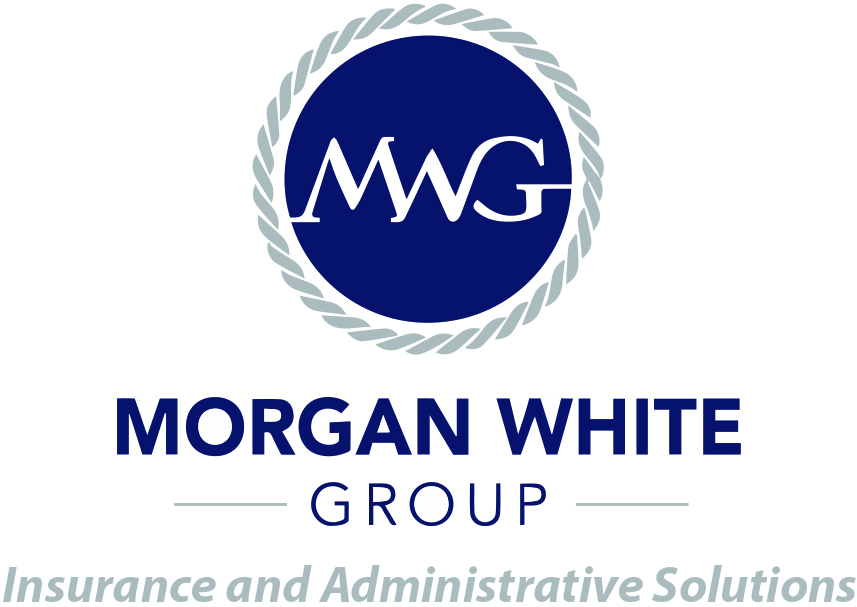 MWG
MORGAN WHITE
GROUP
Insurance and Administrative Solutions